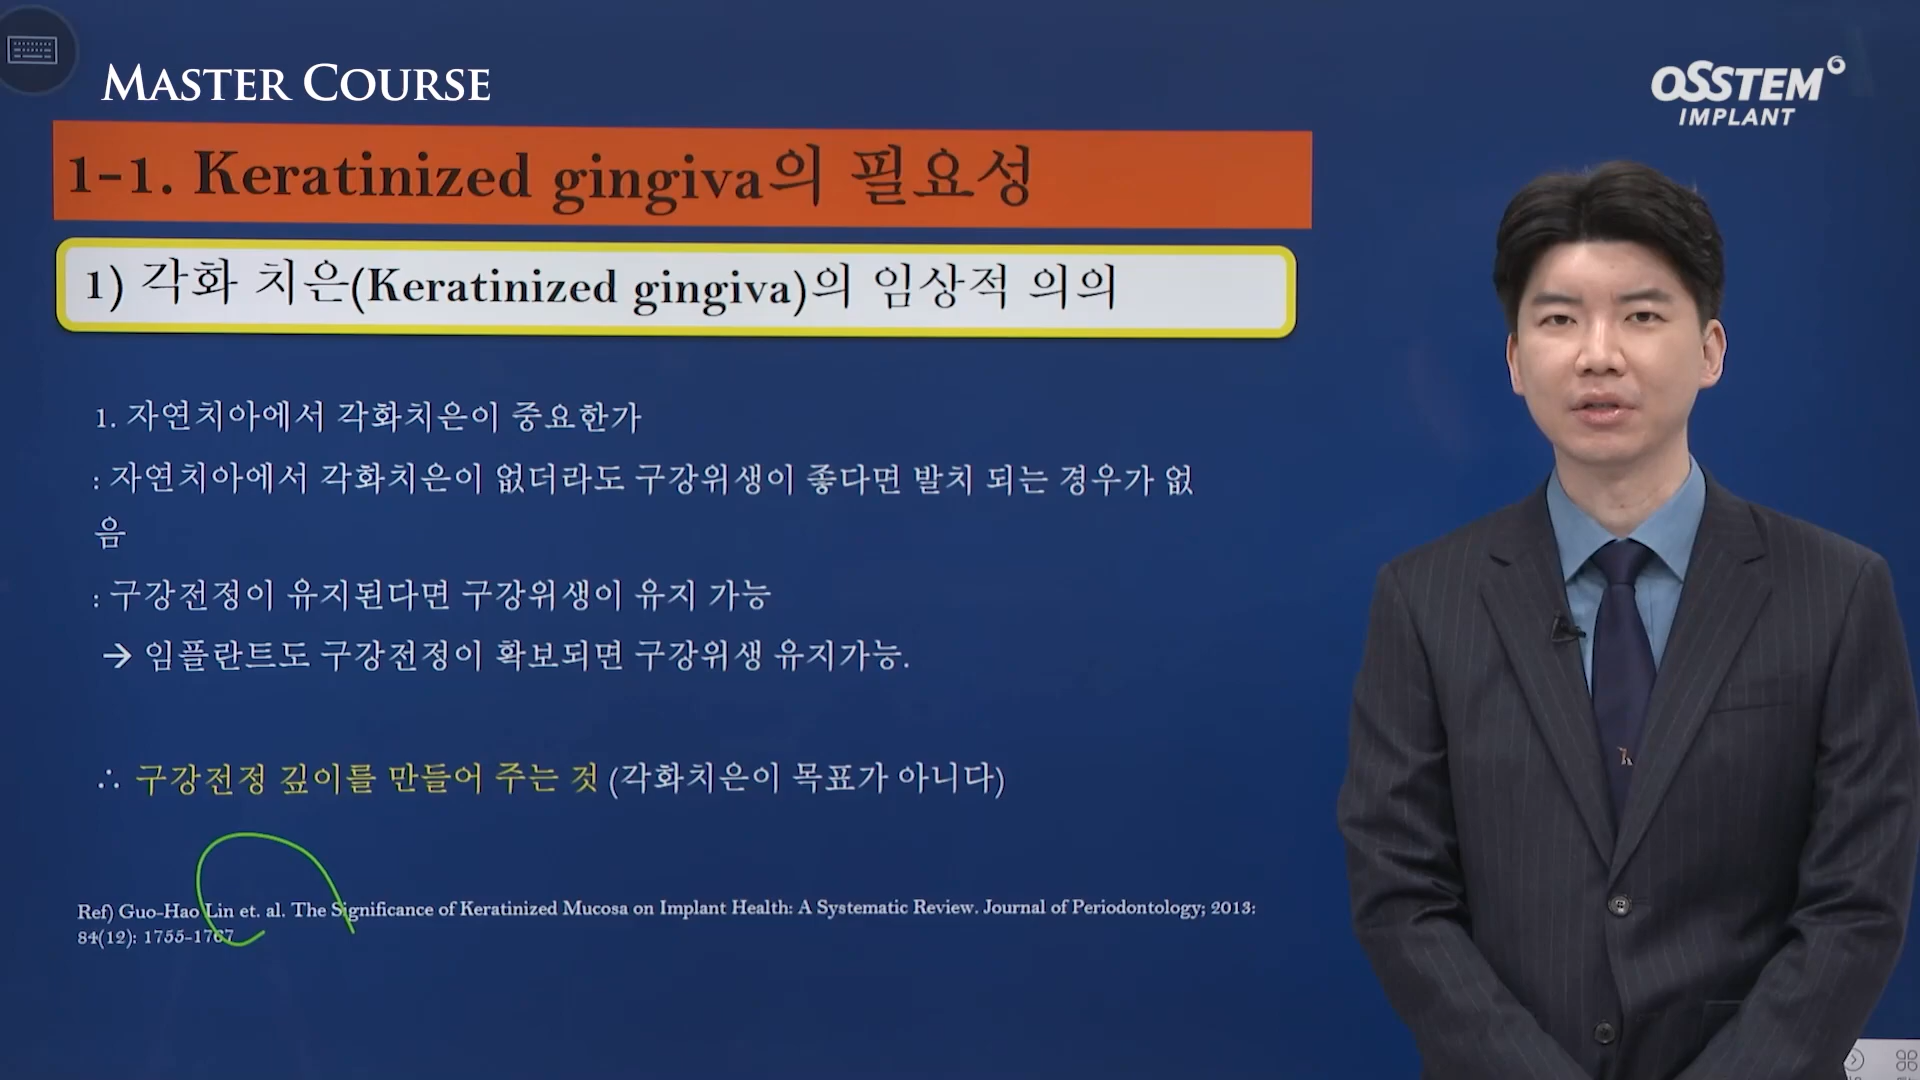 MASTER COURSE
OSSTEM
IMPLANT
1-1. Keratinized gingiva의 필요성
1) 각화 치은(Keratinized gingiva)의 임상적 의의
1. 자연치아에서 각화치은이 중요한가
: 자연치아에서 각화치은이 없더라도 구강위생이 좋다면 발치 되는 경우가 없
음
: 구강전정이 유지된다면 구강위생이 유지 가능
→ 임플란트도 구강전정이 확보되면 구강위생 유지가능.
∴ 구강전정 깊이를 만들어 주는 것 (각화치은이 목표가 아니다)
Ref) Guo-Hao Lin et. al. The Significance of Keratinized Mucosa on Implant Health: A Systematic Review. Journal of Periodontology; 2013:
84(12): 1755-1767